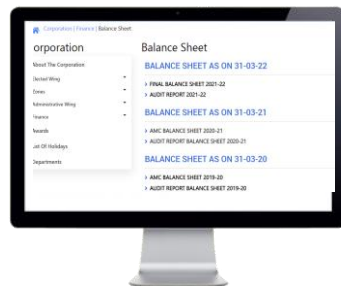 Corporation | Finance | Balance Sheet
orporation
About The Corporation
Elected Wing
Zones
Administrative Wing
Finance
Awards
List Of Holidays
Departments
Balance Sheet
BALANCE SHEET AS ON 31-03-22
> FINAL BALANCE SHEET 2021-22
> AUDIT REPORT 2021-22
BALANCE SHEET AS ON 31-03-21
> AMC BALANCE SHEET 2020-21
> AUDIT REPORT BALANCE SHEET 2020-21
BALANCE SHEET AS ON 31-03-20
> AMC BALANCE SHEET 2019-20
> AUDIT REPORT BALANCE SHEET 2019-20